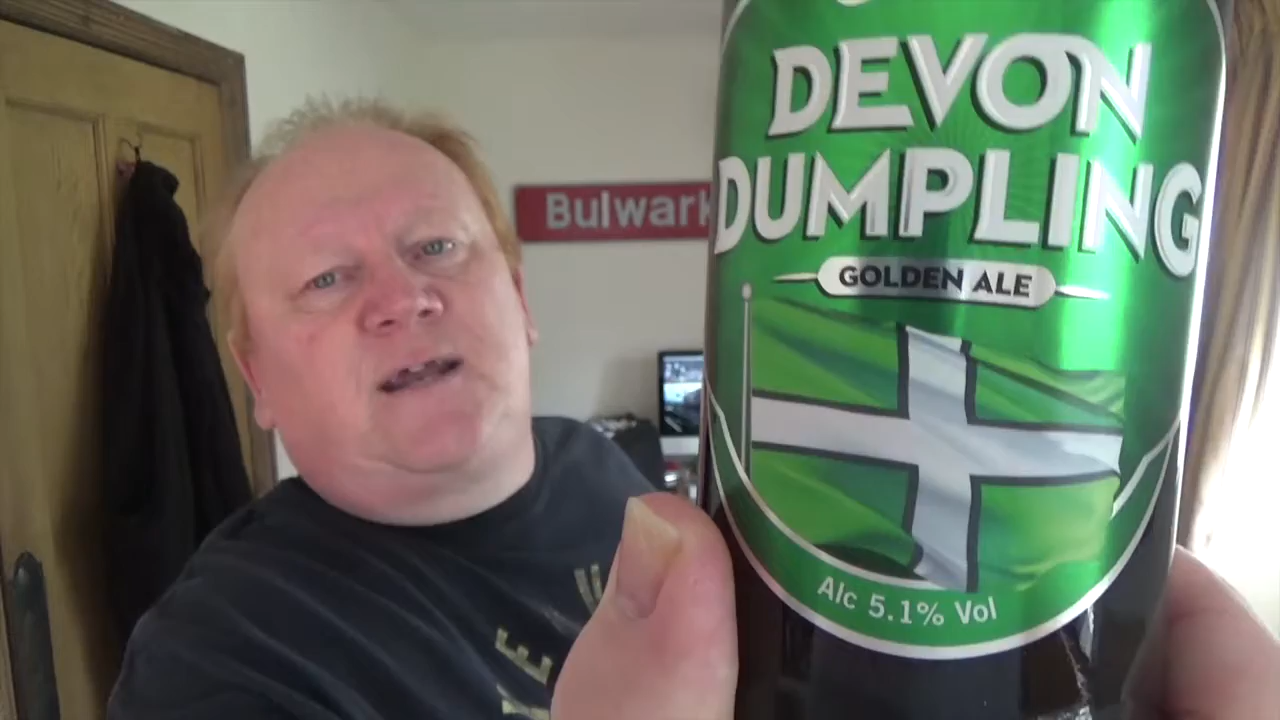 DEVON
DUMPLING
GOLDEN ALE
Alc 5.1% Vol
Bulwark